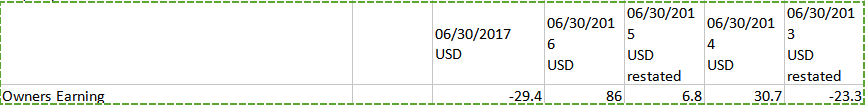 06/30/2017
USD
06/30/201
6
USD
06/30/201
5
USD
restated
06/30/201
4
USD
06/30/201
3
USD
restated
Owners Earning -29.4 86 6.8 30.7 -23.3